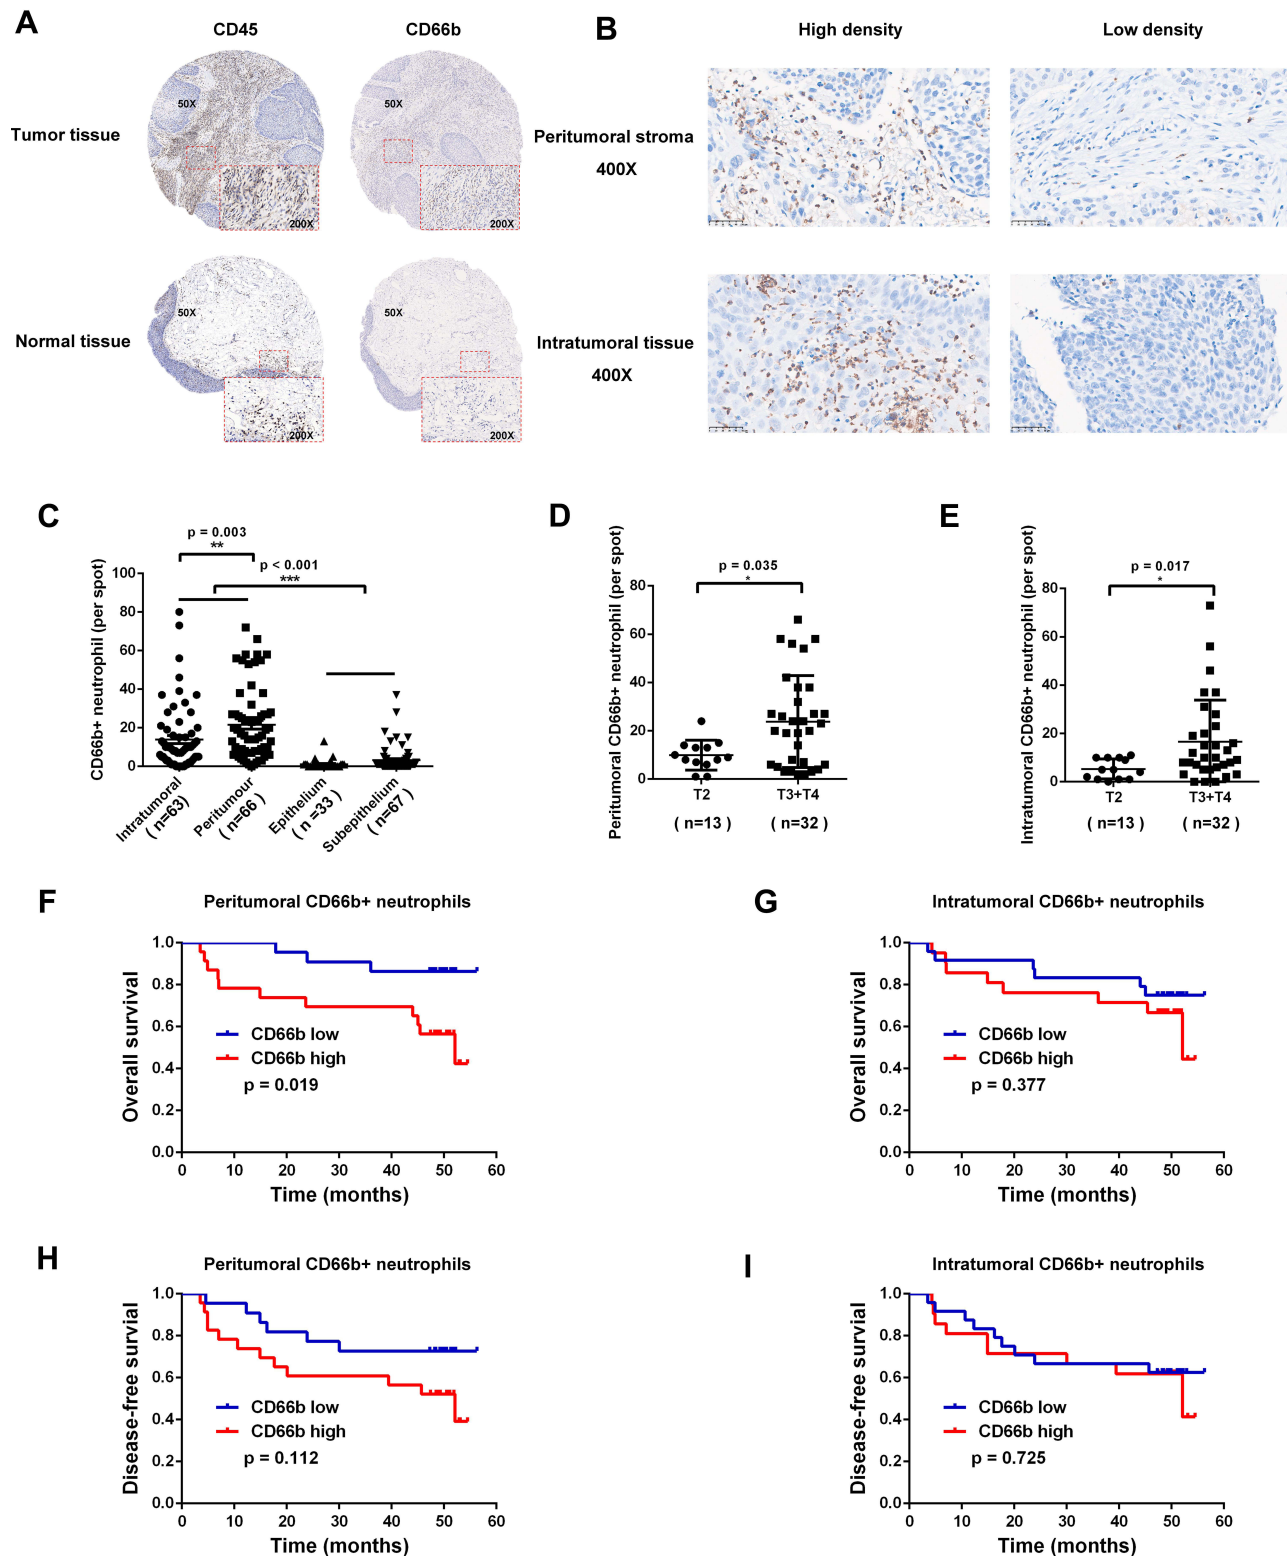 A
CD45
CD66b
Tumor tissue
50X
200X
50X
200X
Normal tissue
50X
200X
50X
200X
B
High density
Low density
Peritumoral stroma
400X
Intratumoral tissue
400X
C
p = 0.003
**
p < 0.001
***
CD66b+ neutrophil (per spot)
100
80
60
40
20
0
Intratumoral
( n=63)
Peritumour
(n=66)
Epithelium
( n =33)
Subepithelium
( n=67)
D
p = 0.035
*
Peritumoral CD66b+ neutrophil (per spot)
80
60
40
20
0
T2
T3+T4
( n=13 )
( n=32 )
E
p = 0.017
*
Intratumoral CD66b+ neutrophil (per spot)
80
60
40
20
0
T2
T3+T4
( n=13 )
( n=32 )
F
Peritumoral CD66b+ neutrophils
Overall survival
1.0
0.8
0.6
0.4
0.2
0.0
CD66b low
CD66b high
p = 0.019
0 10 20 30 40 50 60
Time (months)
G
Intratumoral CD66b+ neutrophils
Overall survival
1.0
0.8
0.6
0.4
0.2
0.0
CD66b low
CD66b high
p = 0.377
0 10 20 30 40 50 60
Time (months)
H
Peritumoral CD66b+ neutrophils
Disease-free survial
1.0
0.8
0.6
0.4
0.2
0.0
CD66b low
CD66b high
p = 0.112
0 10 20 30 40 50 60
Time (months)
I
Intratumoral CD66b+ neutrophils
Disease-free survial
1.0
0.8
0.6
0.4
0.2
0.0
CD66b low
CD66b high
p = 0.725
0 10 20 30 40 50 60
Time (months)